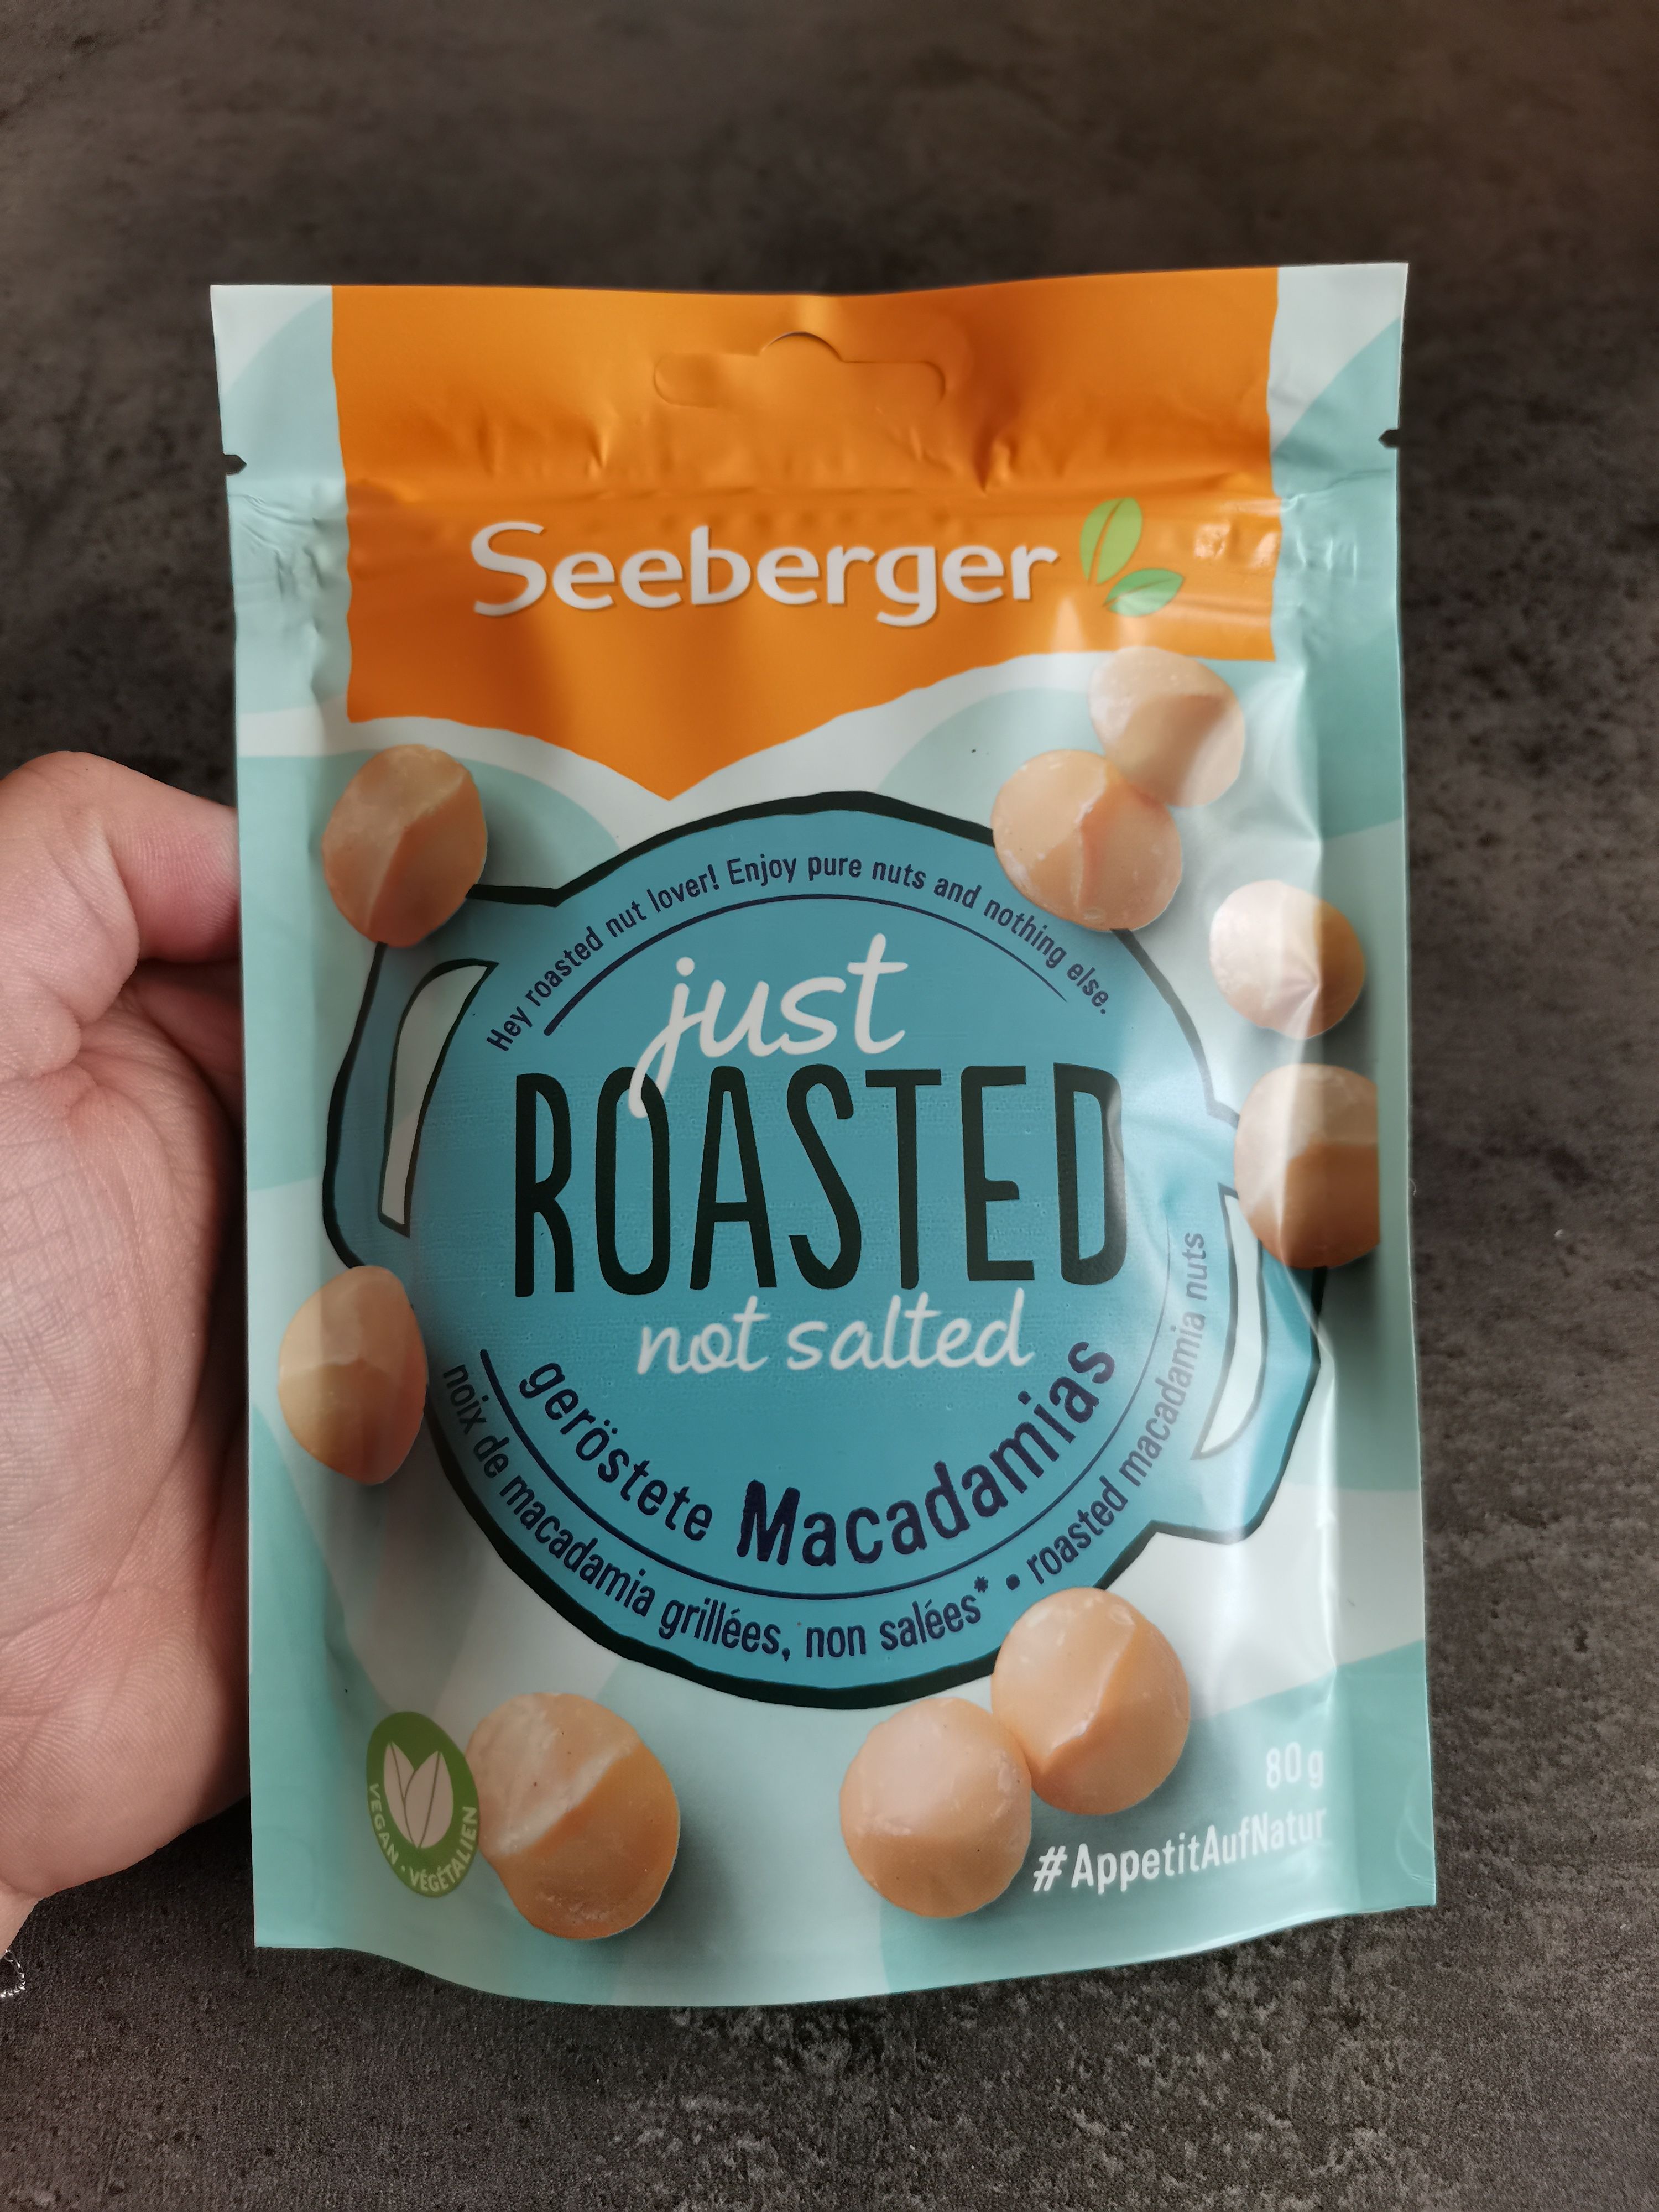 Seeberger
Hey roasted nut lover! Enjoy pure nuts and nothing else.
just
ROASTED
not salted
geröstete Macadamias
noix de macadamia grillées, non salées* • roasted macadamia nuts
VEGAN · VÉGÉTALIEN
80 g
#AppetitAufNatur